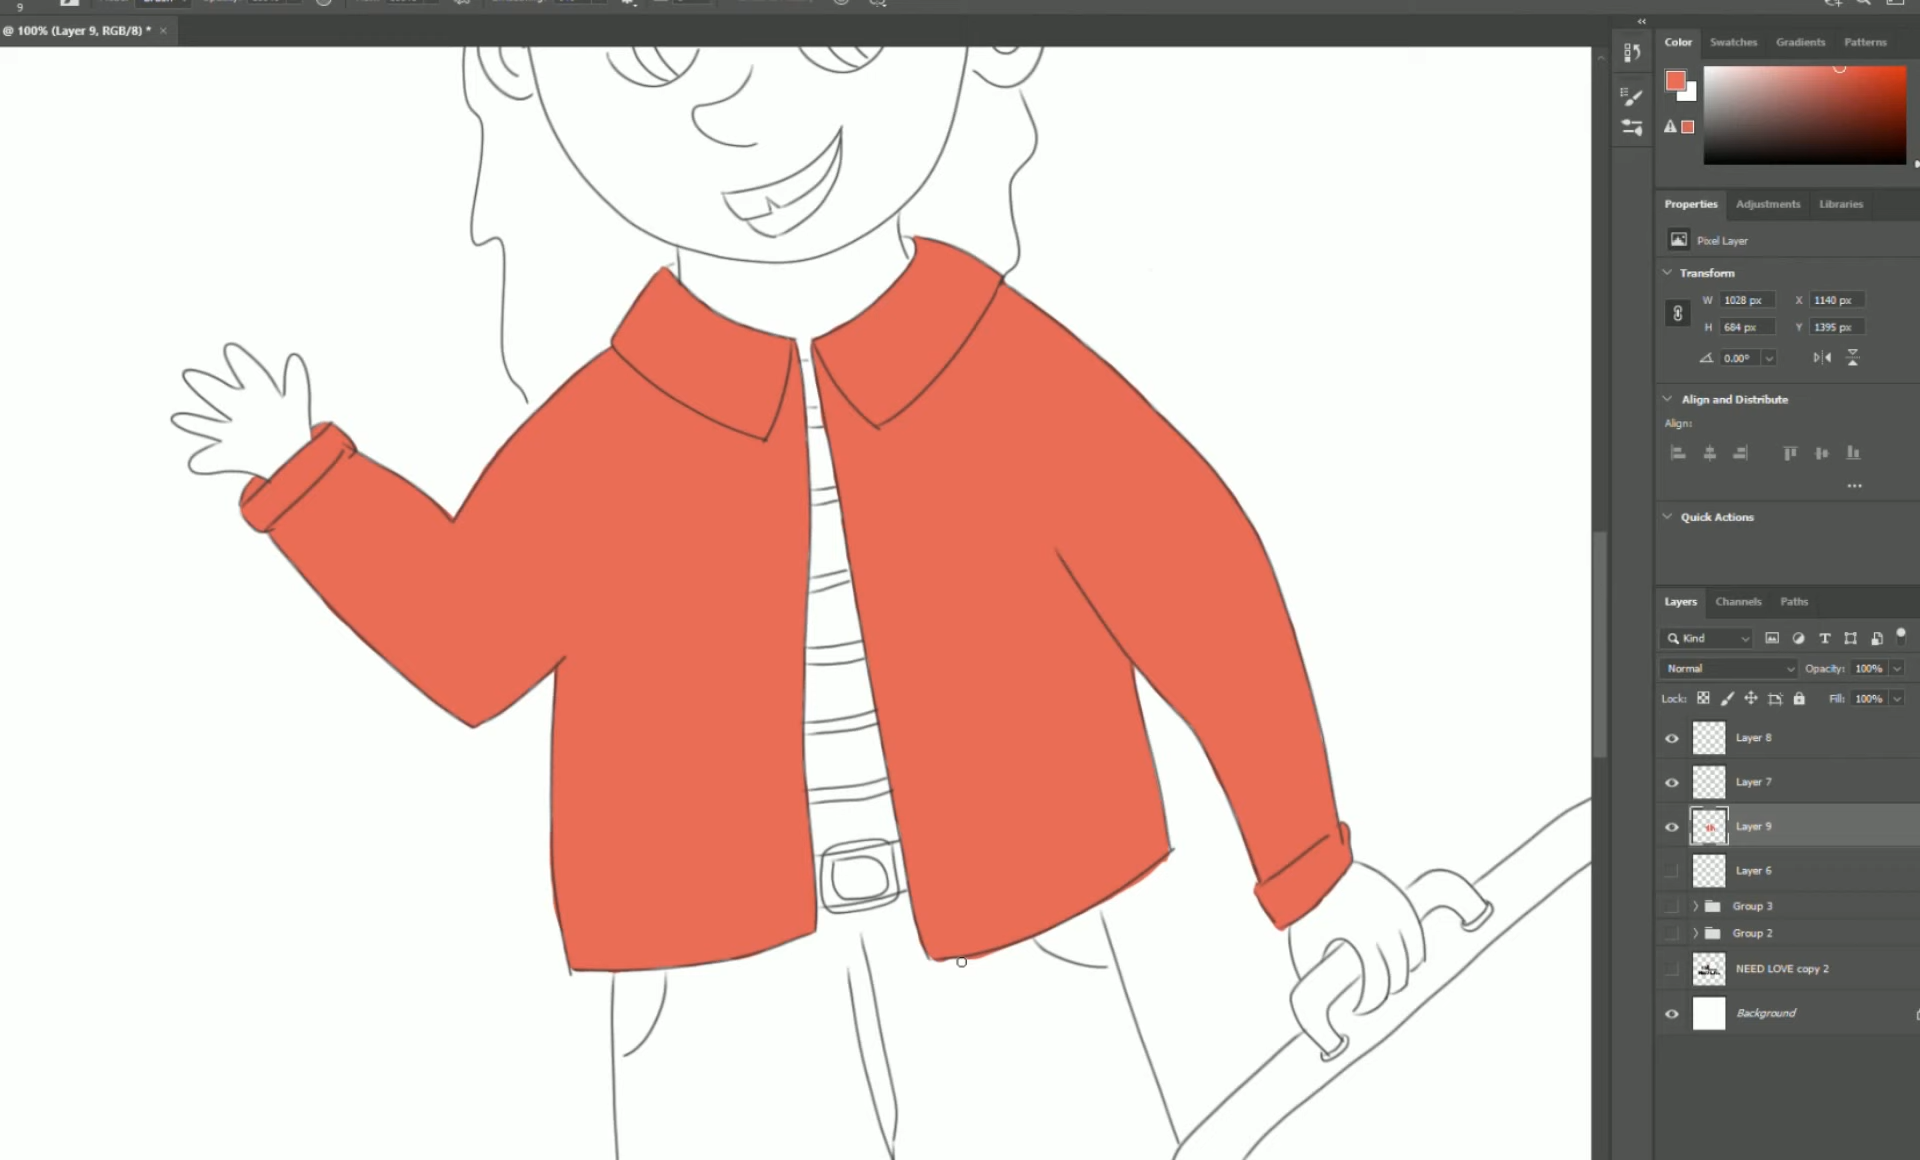 9
@ 100% (Layer 9, RGB/8) * ×
Color Swatches Gradients Patterns
Properties Adjustments Libraries
Pixel Layer
Transform
W 1028 px X 1140 px
H 684 px Y 1395 px
0.00°
Align and Distribute
Align:
Quick Actions
Layers Channels Paths
Kind
Normal Opacity: 100%
Lock: Fill: 100%
Layer 8
Layer 7
Layer 9
Layer 6
Group 3
Group 2
NEED LOVE copy 2
Background